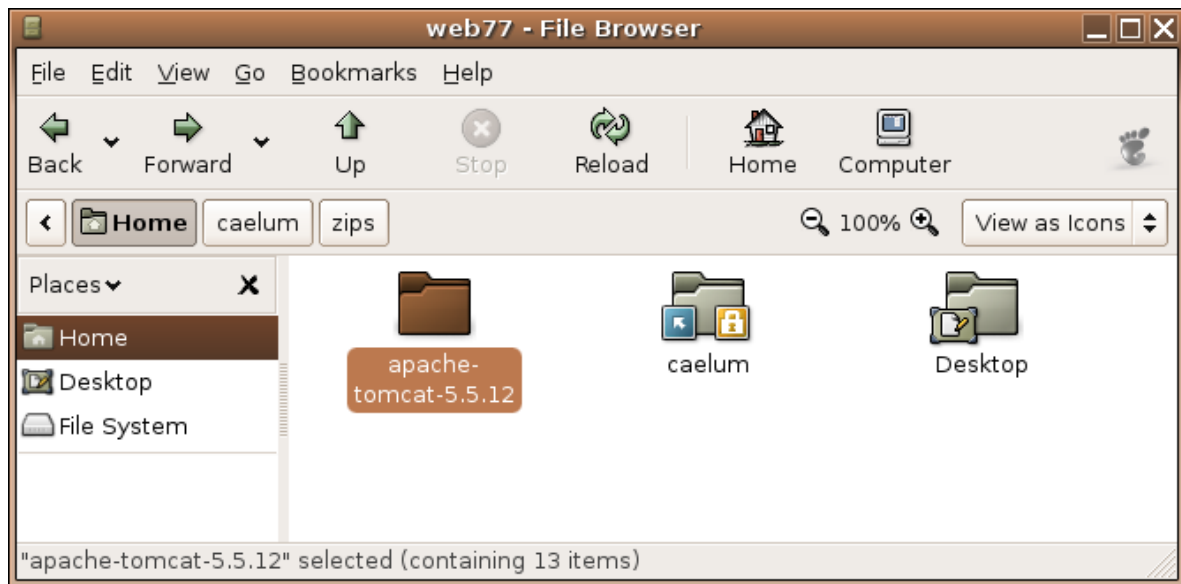 web77 - File Browser
File Edit View Go Bookmarks Help
Back Forward Up Stop Reload Home Computer
Home caelum zips 100% View as Icons
Places
Home
Desktop
File System
apache-
tomcat-5.5.12
caelum
Desktop
"apache-tomcat-5.5.12" selected (containing 13 items)